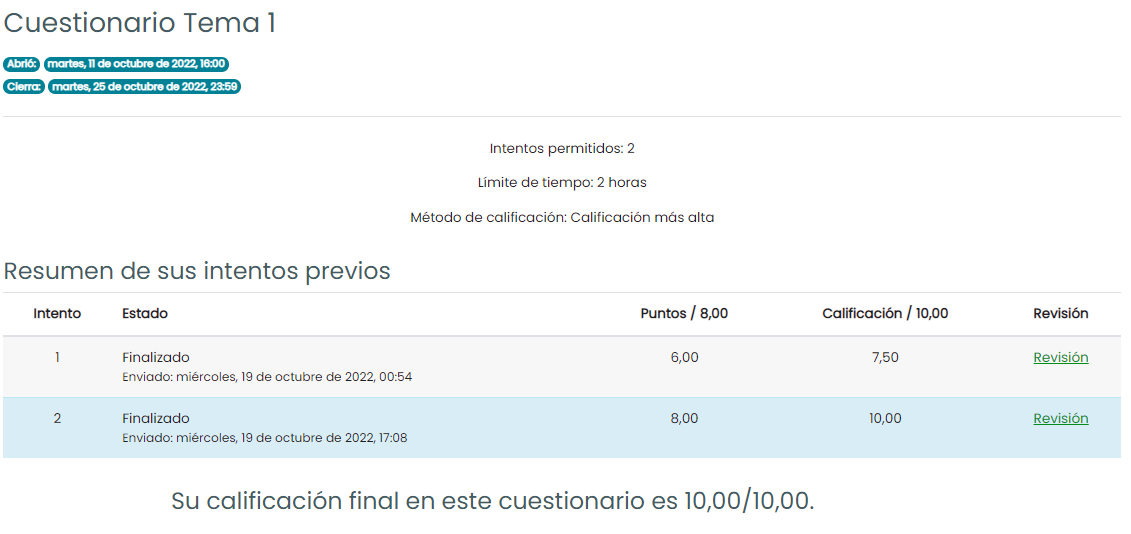 Cuestionario Tema 1
Abrió: martes, 11 de octubre de 2022, 16:00
Cierra: martes, 25 de octubre de 2022, 23:59
Intentos permitidos: 2
Límite de tiempo: 2 horas
Método de calificación: Calificación más alta
Resumen de sus intentos previos
Intento Estado Puntos / 8,00 Calificación / 10,00 Revisión
1 Finalizado 6,00 7,50 Revisión
Enviado: miércoles, 19 de octubre de 2022, 00:54
2 Finalizado 8,00 10,00 Revisión
Enviado: miércoles, 19 de octubre de 2022, 17:08
Su calificación final en este cuestionario es 10,00/10,00.